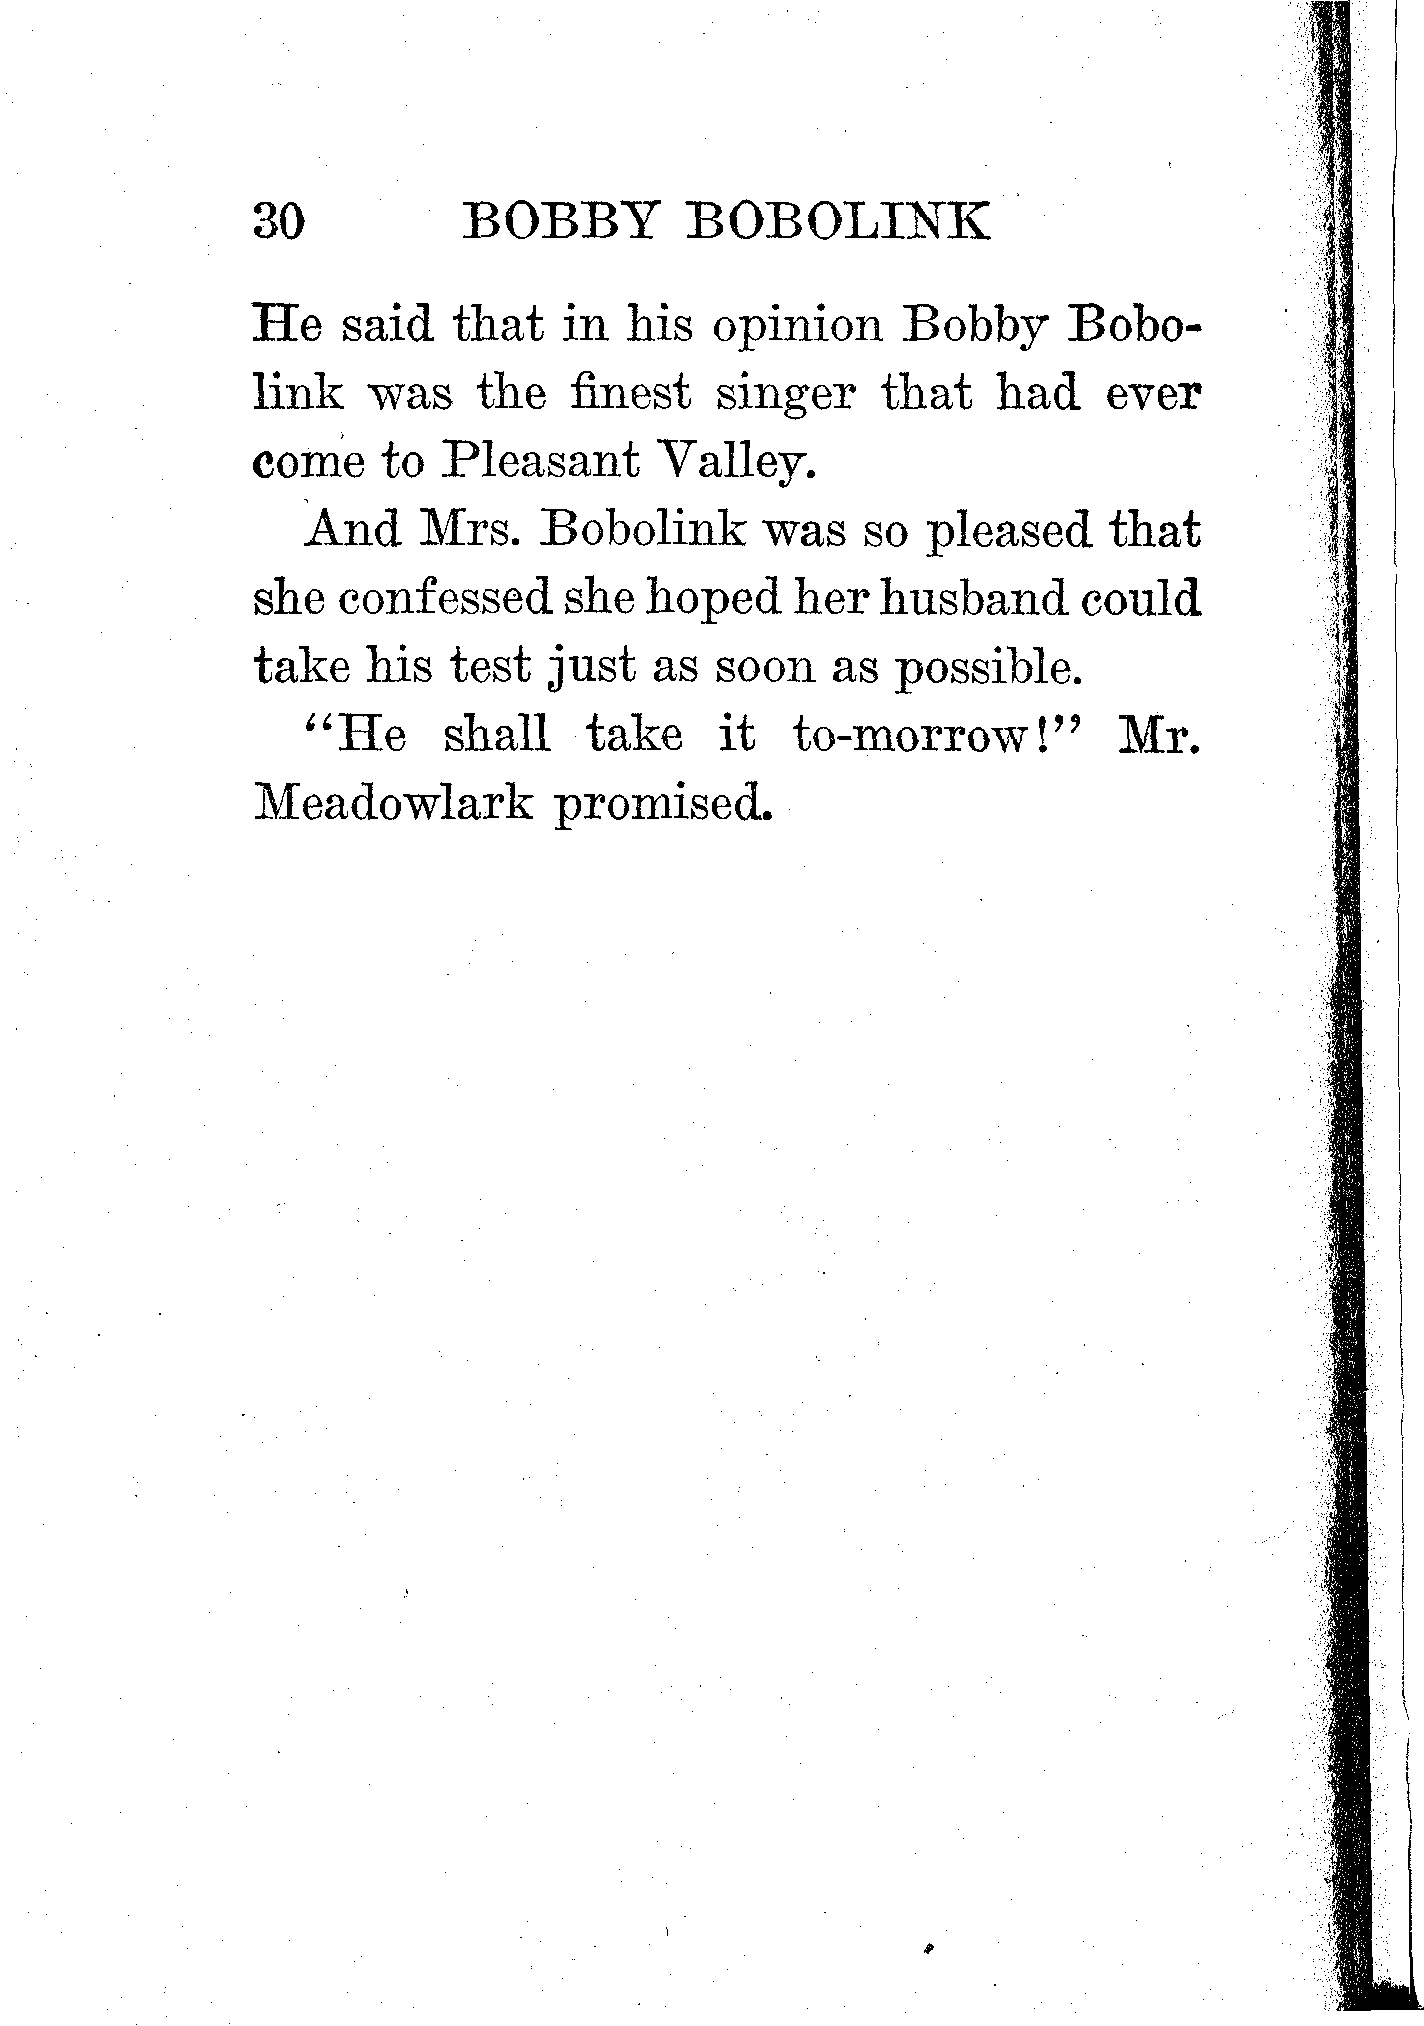 30 BOBBY BOBOLINK
He said that in his opinion Bobby Bobo-
link was the finest singer that had ever
come to Pleasant Valley.
And Mrs. Bobolink was so pleased that
she confessed she hoped her husband could
take his test just as soon as possible.
“He shall take it to-morrow!” Mr.
Meadowlark promised.